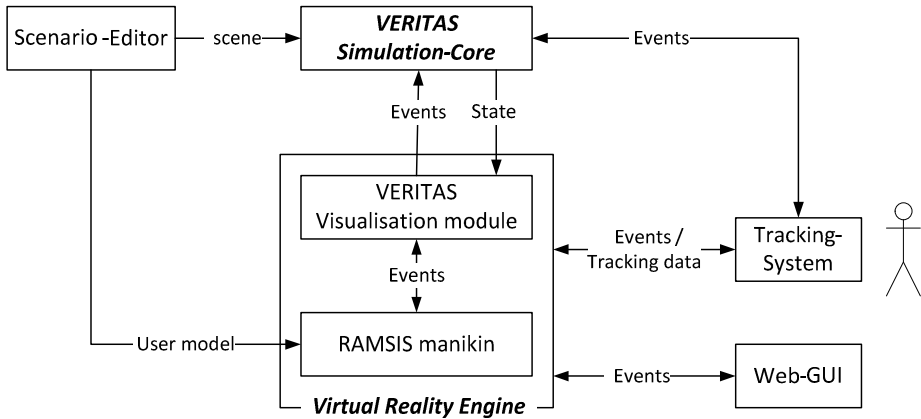 Scenario-Editor
scene
VERITAS
Simulation-Core
Events
Events
State
VERITAS
Visualisation module
Events /
Tracking data
Tracking-
System
Events
User model
RAMSIS manikin
Events
Web-GUI
Virtual Reality Engine